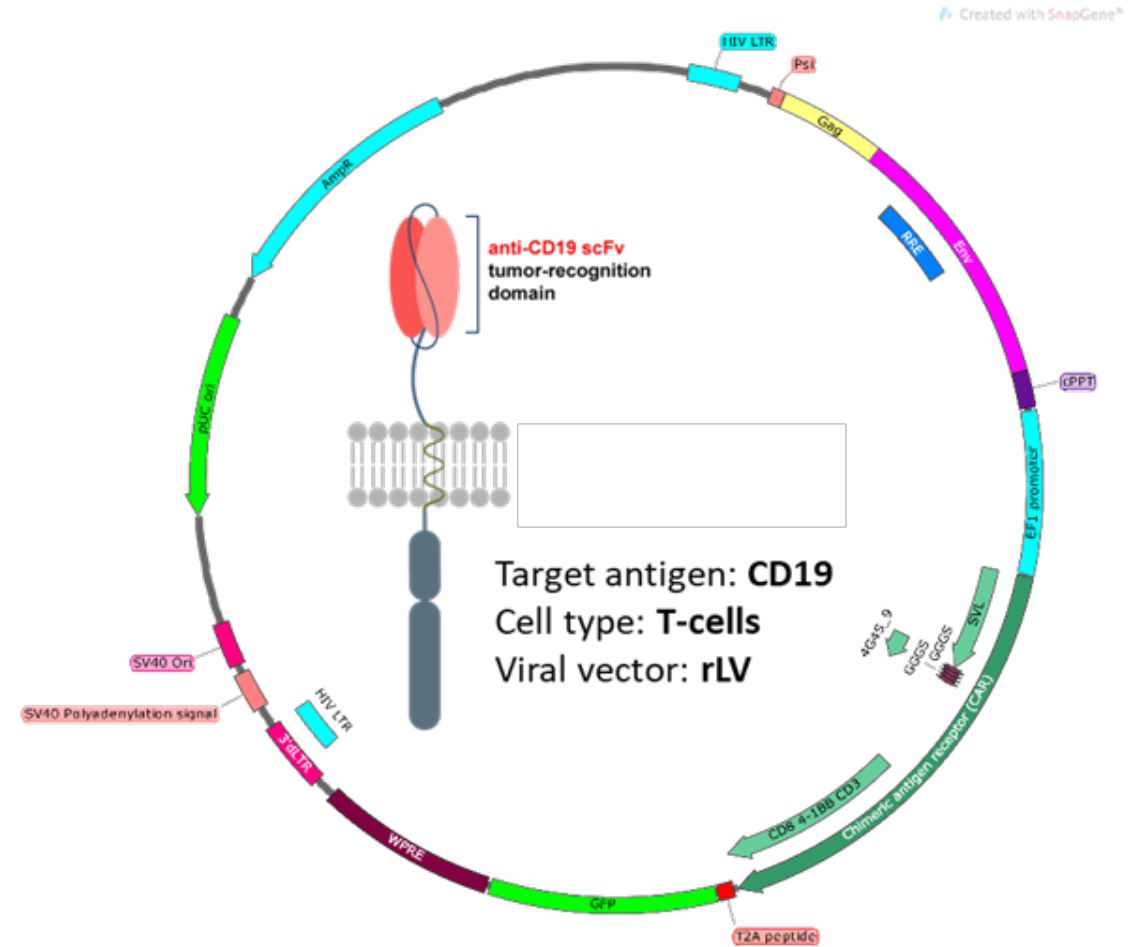 Created with SnapGene®
HIV LTR
Psi
Gag
Env
RRE
cPPT
EF1 promoter
SVL
GGGS
GGGS
4G4S_9
Chimeric antigen receptor (CAR)
CD8 4-1BB CD3
T2A peptide
GFP
WPRE
3'dLTR
HIV LTR
SV40 Polyadenylation signal
SV40 Ori
pUC ori
AmpR
anti-CD19 scFv
tumor-recognition
domain
Target antigen: CD19
Cell type: T-cells
Viral vector: rLV